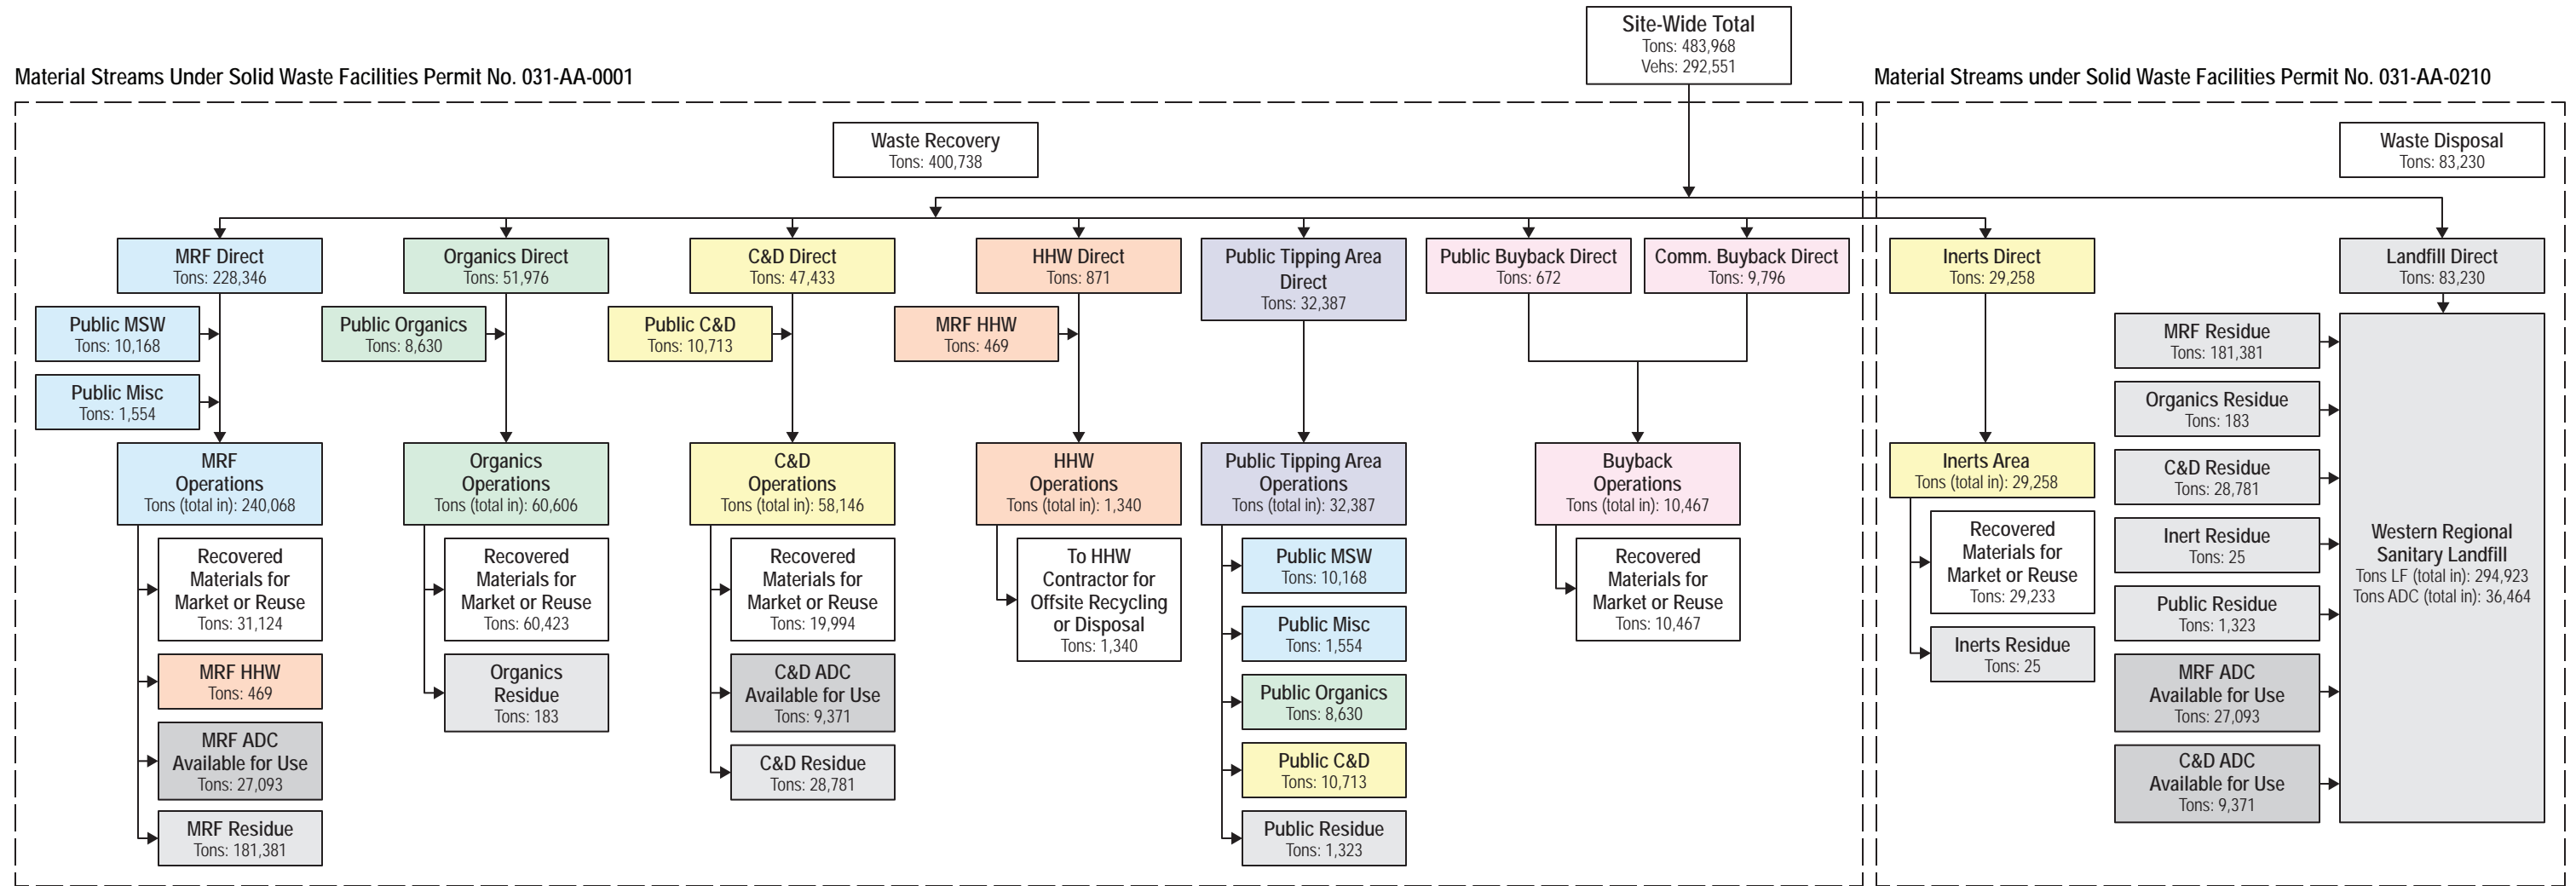 Site-Wide Total
Tons: 483,968
Vehs: 292,551
Material Streams Under Solid Waste Facilities Permit No. 031-AA-0001
Material Streams under Solid Waste Facilities Permit No. 031-AA-0210
Waste Recovery
Tons: 400,738
Waste Disposal
Tons: 83,230
MRF Direct
Tons: 228,346
Organics Direct
Tons: 51,976
C&D Direct
Tons: 47,433
HHW Direct
Tons: 871
Public Tipping Area
Direct
Tons: 32,387
Public Buyback Direct
Tons: 672
Comm. Buyback Direct
Tons: 9,796
Inerts Direct
Tons: 29,258
Landfill Direct
Tons: 83,230
Public MSW
Tons: 10,168
Public Misc
Tons: 1,554
Public Organics
Tons: 8,630
Public C&D
Tons: 10,713
MRF HHW
Tons: 469
MRF
Operations
Tons (total in): 240,068
Organics
Operations
Tons (total in): 60,606
C&D
Operations
Tons (total in): 58,146
HHW
Operations
Tons (total in): 1,340
Public Tipping Area
Operations
Tons (total in): 32,387
Buyback
Operations
Tons (total in): 10,467
Inerts Area
Tons (total in): 29,258
Recovered
Materials for
Market or Reuse
Tons: 31,124
MRF HHW
Tons: 469
MRF ADC
Available for Use
Tons: 27,093
MRF Residue
Tons: 181,381
Recovered
Materials for
Market or Reuse
Tons: 60,423
Organics
Residue
Tons: 183
Recovered
Materials for
Market or Reuse
Tons: 19,994
C&D ADC
Available for Use
Tons: 9,371
C&D Residue
Tons: 28,781
To HHW
Contractor for
Offsite Recycling
or Disposal
Tons: 1,340
Public MSW
Tons: 10,168
Public Misc
Tons: 1,554
Public Organics
Tons: 8,630
Public C&D
Tons: 10,713
Public Residue
Tons: 1,323
Recovered
Materials for
Market or Reuse
Tons: 10,467
Recovered
Materials for
Market or Reuse
Tons: 29,233
Inerts Residue
Tons: 25
MRF Residue
Tons: 181,381
Organics Residue
Tons: 183
C&D Residue
Tons: 28,781
Inert Residue
Tons: 25
Public Residue
Tons: 1,323
MRF ADC
Available for Use
Tons: 27,093
C&D ADC
Available for Use
Tons: 9,371
Western Regional
Sanitary Landfill
Tons LF (total in): 294,923
Tons ADC (total in): 36,464